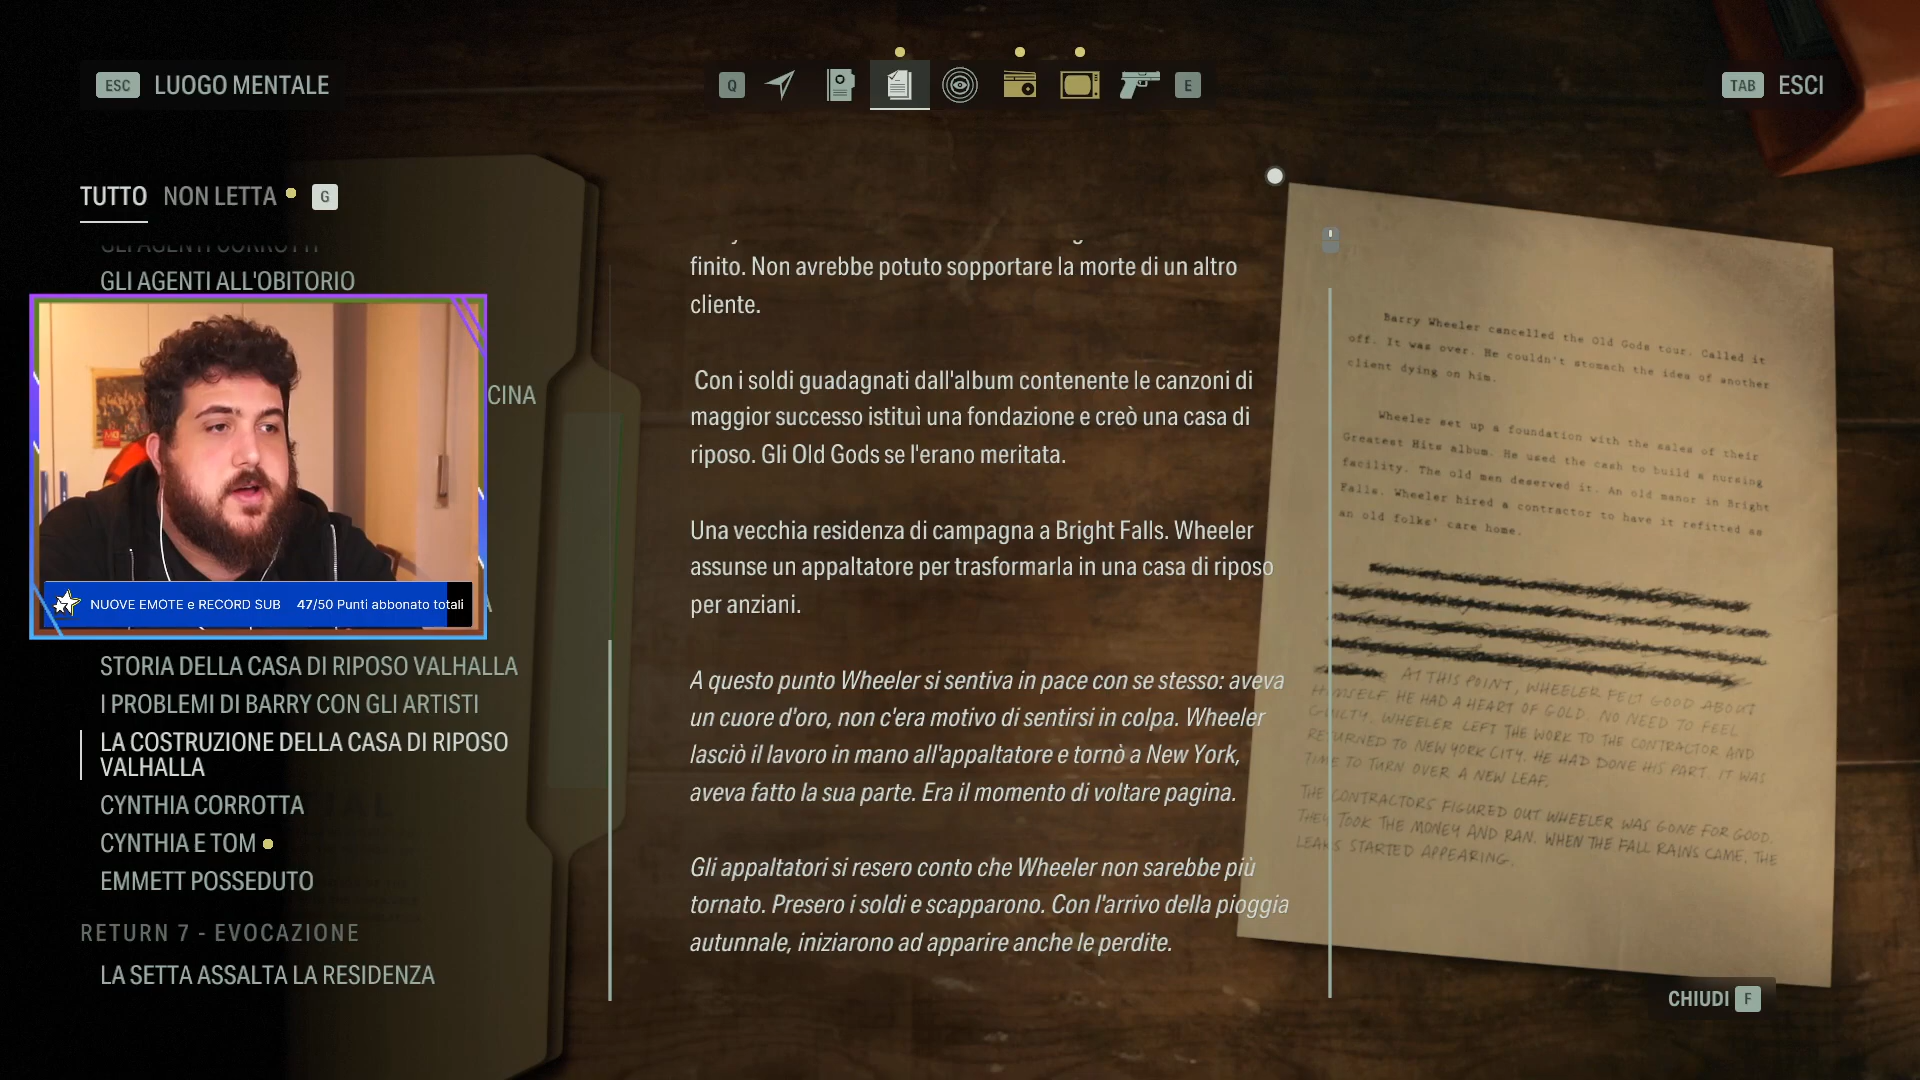 ESC LUOGO MENTALE
Q
E
TAB ESCI
TUTTO NON LETTA G
GLI AGENTI CORROTTI
GLI AGENTI ALL'OBITORIO
CINA
NUOVE EMOTE e RECORD SUB 47/50 Punti abbonato totali
STORIA DELLA CASA DI RIPOSO VALHALLA
I PROBLEMI DI BARRY CON GLI ARTISTI
LA COSTRUZIONE DELLA CASA DI RIPOSO
VALHALLA
CYNTHIA CORROTTA
CYNTHIA E TOM
EMMETT POSSEDUTO
RETURN 7 - EVOCAZIONE
LA SETTA ASSALTA LA RESIDENZA
finito. Non avrebbe potuto sopportare la morte di un altro
cliente.
Con i soldi guadagnati dall'album contenente le canzoni di
maggior successo istituì una fondazione e creò una casa di
riposo. Gli Old Gods se l'erano meritata.
Una vecchia residenza di campagna a Bright Falls. Wheeler
assunse un appaltatore per trasformarla in una casa di riposo
per anziani.
A questo punto Wheeler si sentiva in pace con se stesso: aveva
un cuore d'oro, non c'era motivo di sentirsi in colpa. Wheeler
lasciò il lavoro in mano all'appaltatore e tornò a New York,
aveva fatto la sua parte. Era il momento di voltare pagina.
Gli appaltatori si resero conto che Wheeler non sarebbe più
tornato. Presero i soldi e scapparono. Con l'arrivo della pioggia
autunnale, iniziarono ad apparire anche le perdite.
Barry Wheeler cancelled the Old Gods tour. Called it
off. It was over. He couldn't stomach the idea of another
client dying on him.
Wheeler set up a foundation with the sales of their
Greatest Hits album. He used the cash to build a nursing
facility. The old men deserved it. An old manor in Bright
Falls. Wheeler hired a contractor to have it refitted as
an old folks' care home.
AT THIS POINT, WHEELER FELT GOOD ABOUT
HIMSELF. HE HAD A HEART OF GOLD. NO NEED TO FEEL
GUILTY. WHEELER LEFT THE WORK TO THE CONTRACTOR AND
RETURNED TO NEW YORK CITY. HE HAD DONE HIS PART. IT WAS
TIME TO TURN OVER A NEW LEAF.
THE CONTRACTORS FIGURED OUT WHEELER WAS GONE FOR GOOD.
THEY TOOK THE MONEY AND RAN. WHEN THE FALL RAINS CAME, THE
LEAKS STARTED APPEARING.
CHIUDI F